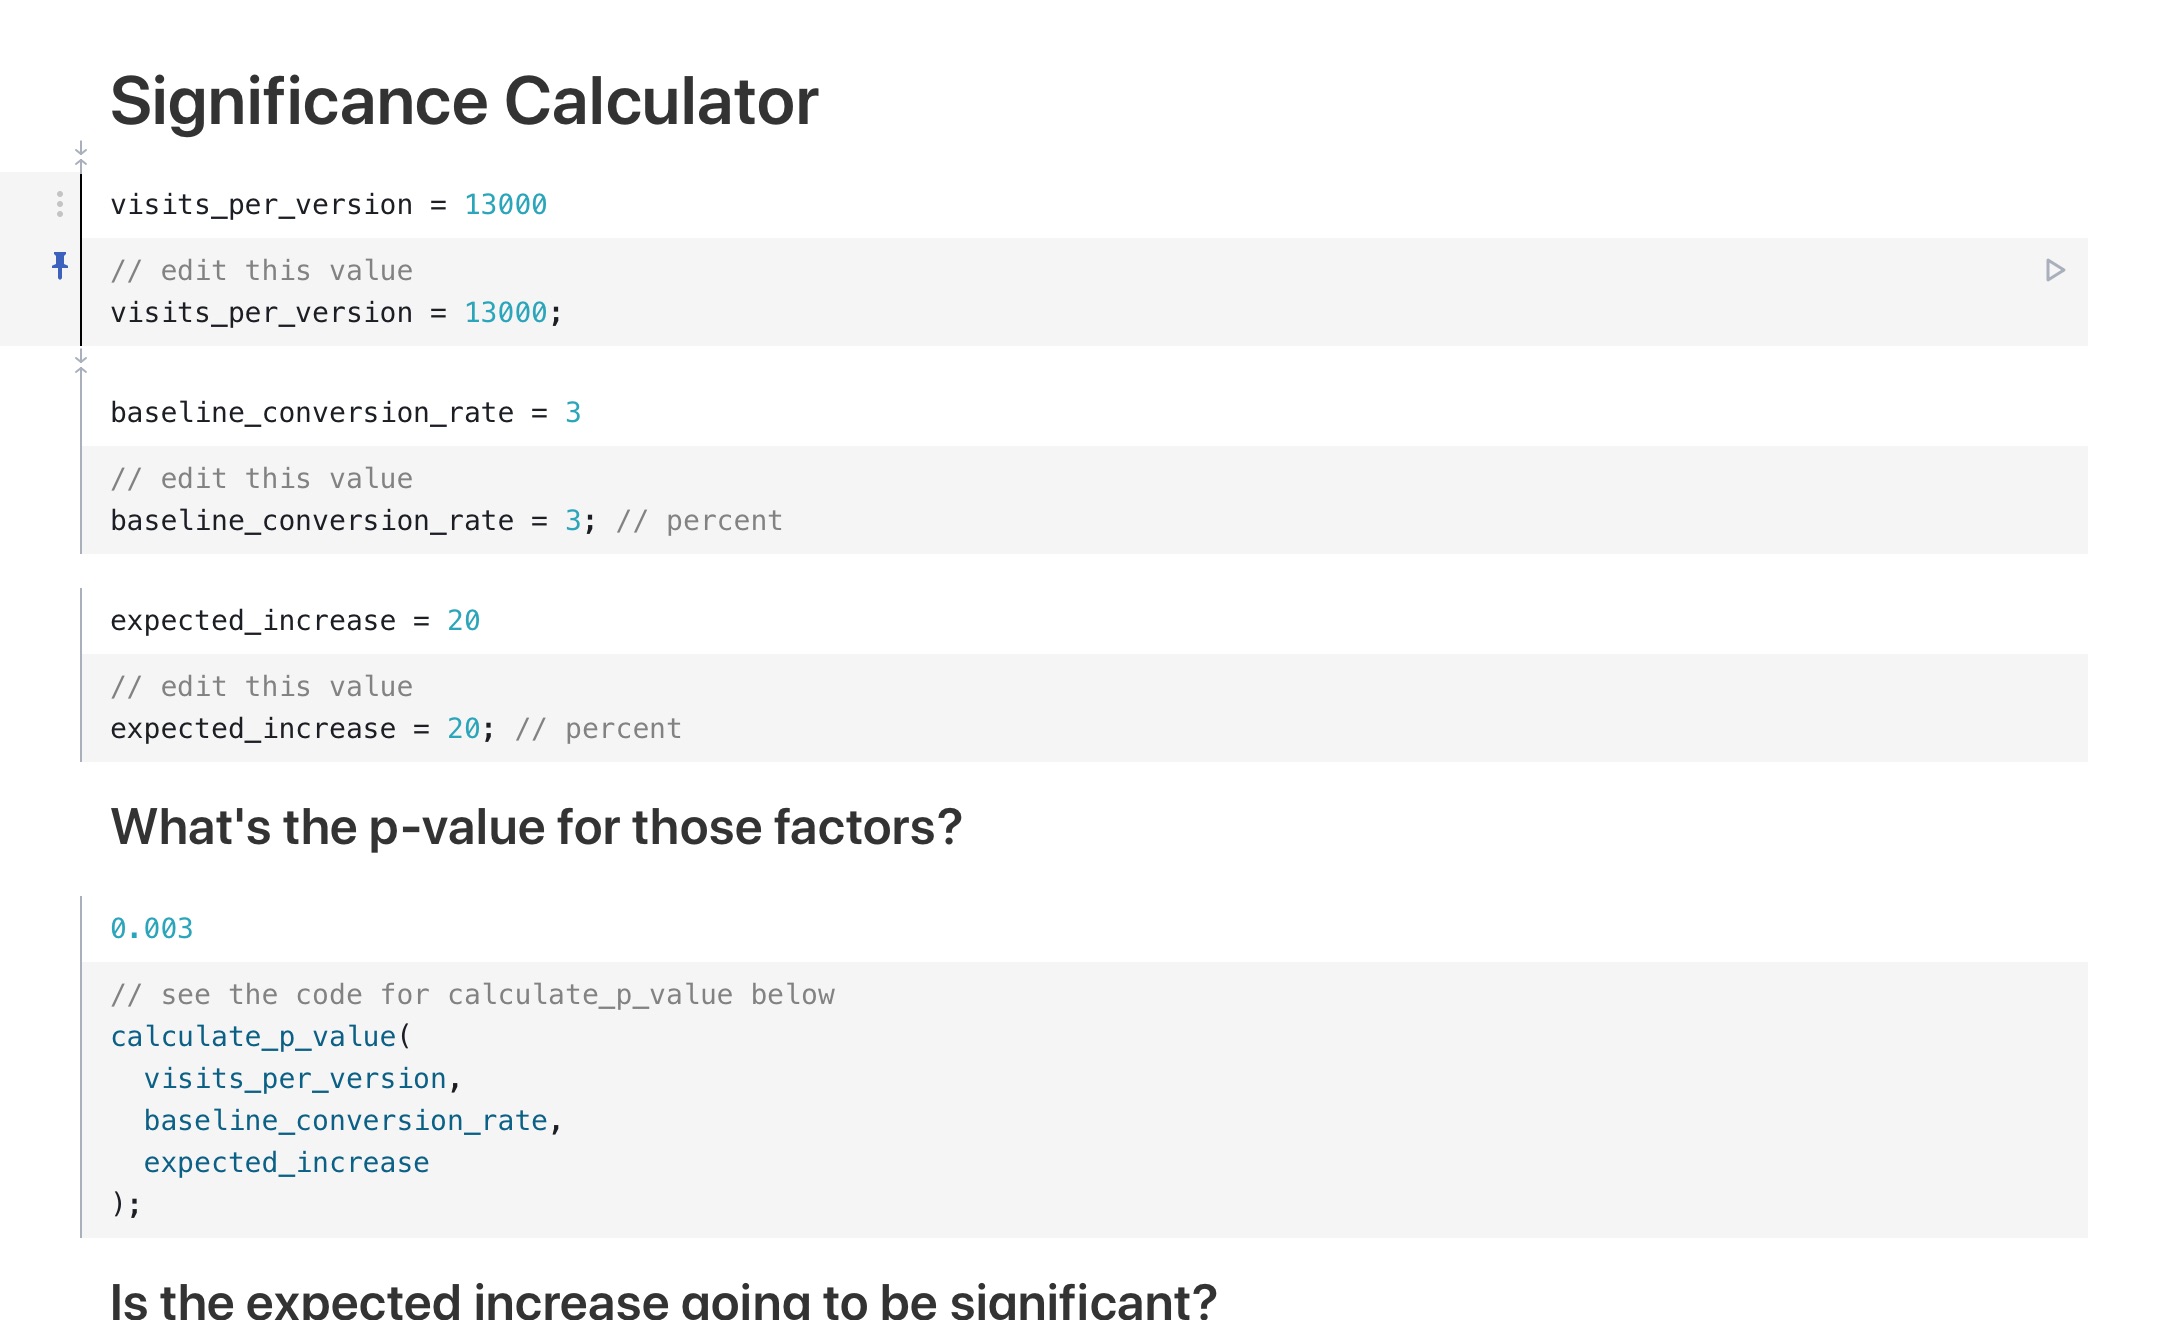 Significance Calculator
visits_per_version = 13000
// edit this value
visits_per_version = 13000;
baseline_conversion_rate = 3
// edit this value
baseline_conversion_rate = 3; // percent
expected_increase = 20
// edit this value
expected_increase = 20; // percent
What's the p-value for those factors?
0.003
// see the code for calculate_p_value below
calculate_p_value(
  visits_per_version,
  baseline_conversion_rate,
  expected_increase
);
Is the expected increase going to be significant?